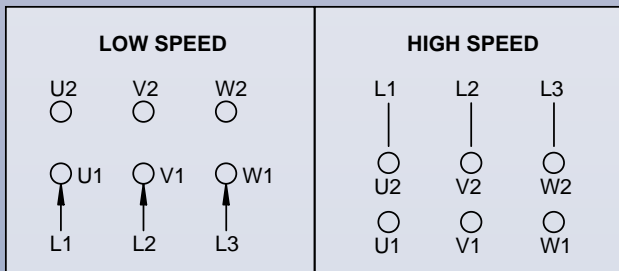 LOW SPEED
U2 V2 W2
U1 V1 W1
L1 L2 L3
HIGH SPEED
L1 L2 L3
U2 V2 W2
U1 V1 W1